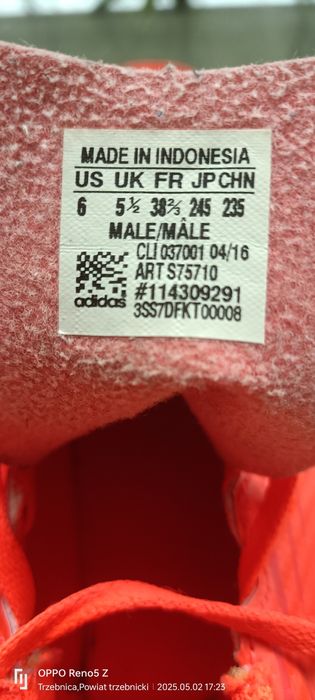 MADE IN INDONESIA
US UK FR JP CHN
6 5½ 38⅔ 245 235
MALE/MÂLE
CLI 037001 04/16
ART S75710
#114309291
3SS7DFKT00008
adidas
OPPO Reno5 Z
Trzebnica,Powiat trzebnicki | 2025.05.02 17:23